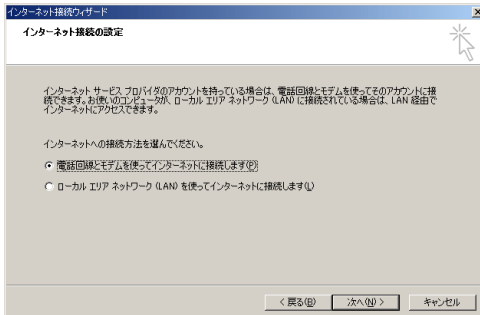 インターネット接続ウィザード
インターネット接続の設定
インターネット サービス プロバイダのアカウントを持っている場合は、電話回線とモデムを使ってそのアカウントに接
続できます。お使いのコンピュータが、ローカル エリア ネットワーク (LAN) に接続されている場合は、LAN 経由で
インターネットにアクセスできます。
インターネットへの接続方法を選んでください。
電話回線とモデムを使ってインターネットに接続します(P)
ローカル エリア ネットワーク (LAN) を使ってインターネットに接続します(L)
< 戻る(B) 次へ(N) > キャンセル